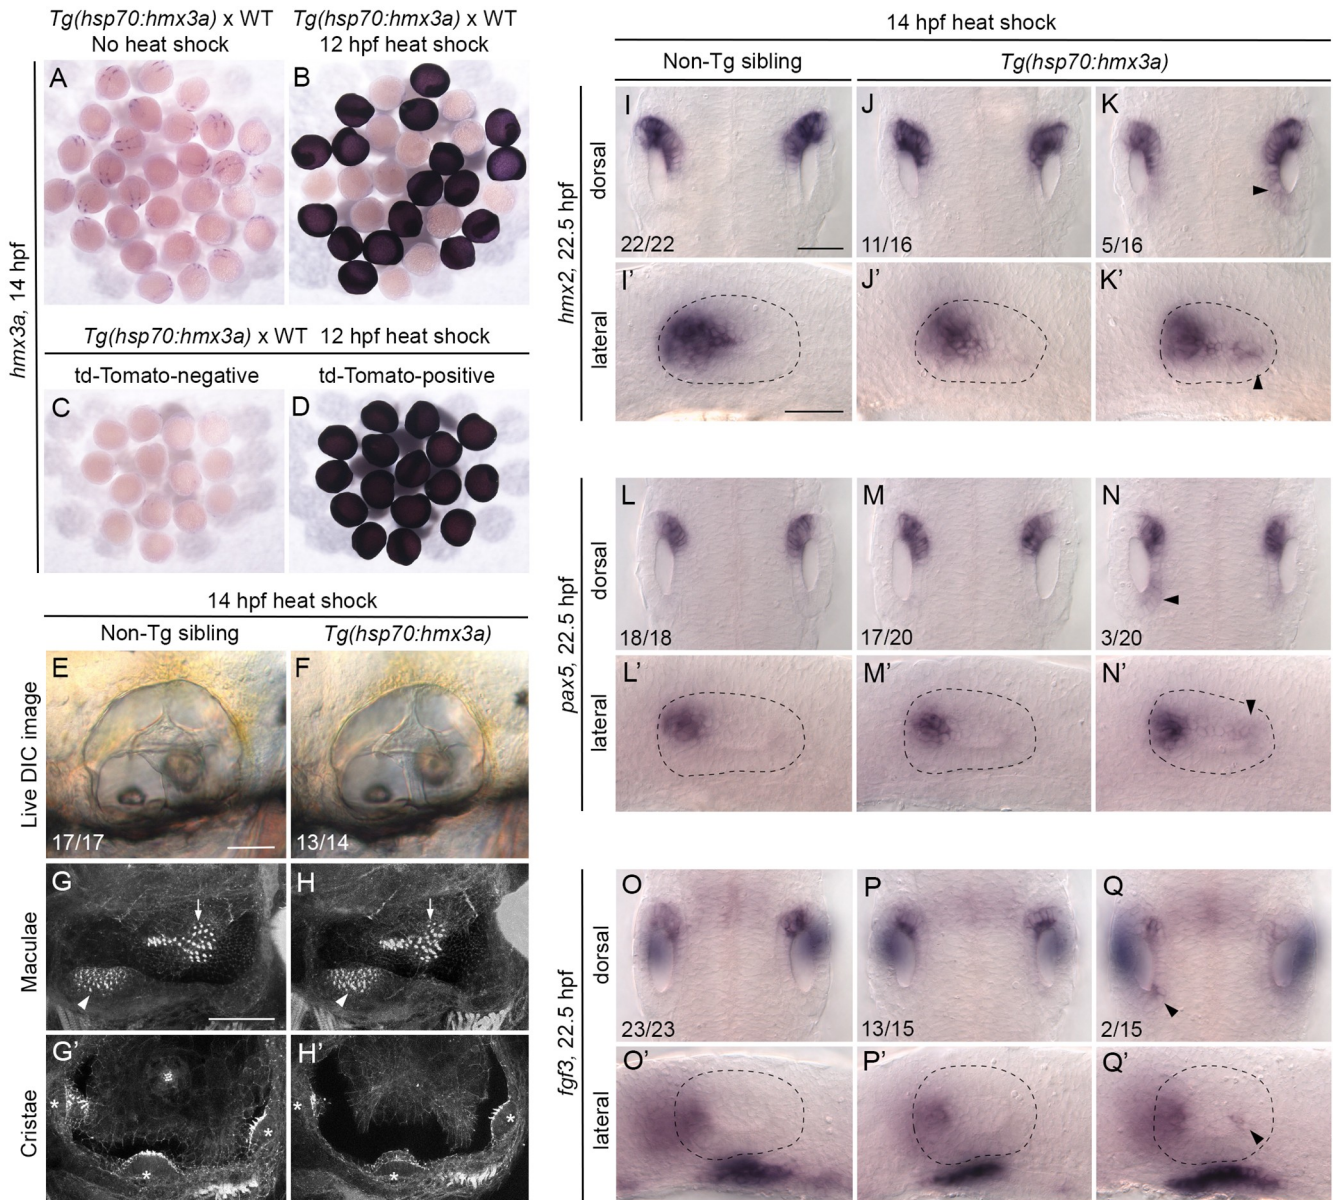 Tg(hsp70:hmx3a) x WT
No heat shock
Tg(hsp70:hmx3a) x WT
12 hpf heat shock
hmx3a, 14 hpf
A
B
Tg(hsp70:hmx3a) x WT 12 hpf heat shock
td-Tomato-negative
td-Tomato-positive
C
D
14 hpf heat shock
Non-Tg sibling
Tg(hsp70:hmx3a)
Live DIC image
E
17/17
F
13/14
Maculae
G
H
Cristae
G’
*
*
*
H’
*
*
*
14 hpf heat shock
Non-Tg sibling
Tg(hsp70:hmx3a)
hmx2, 22.5 hpf
dorsal
I
22/22
J
11/16
K
5/16
lateral
I’
J’
K’
pax5, 22.5 hpf
dorsal
L
18/18
M
17/20
N
3/20
lateral
L’
M’
N’
fgf3, 22.5 hpf
dorsal
O
23/23
P
13/15
Q
2/15
lateral
O’
P’
Q’